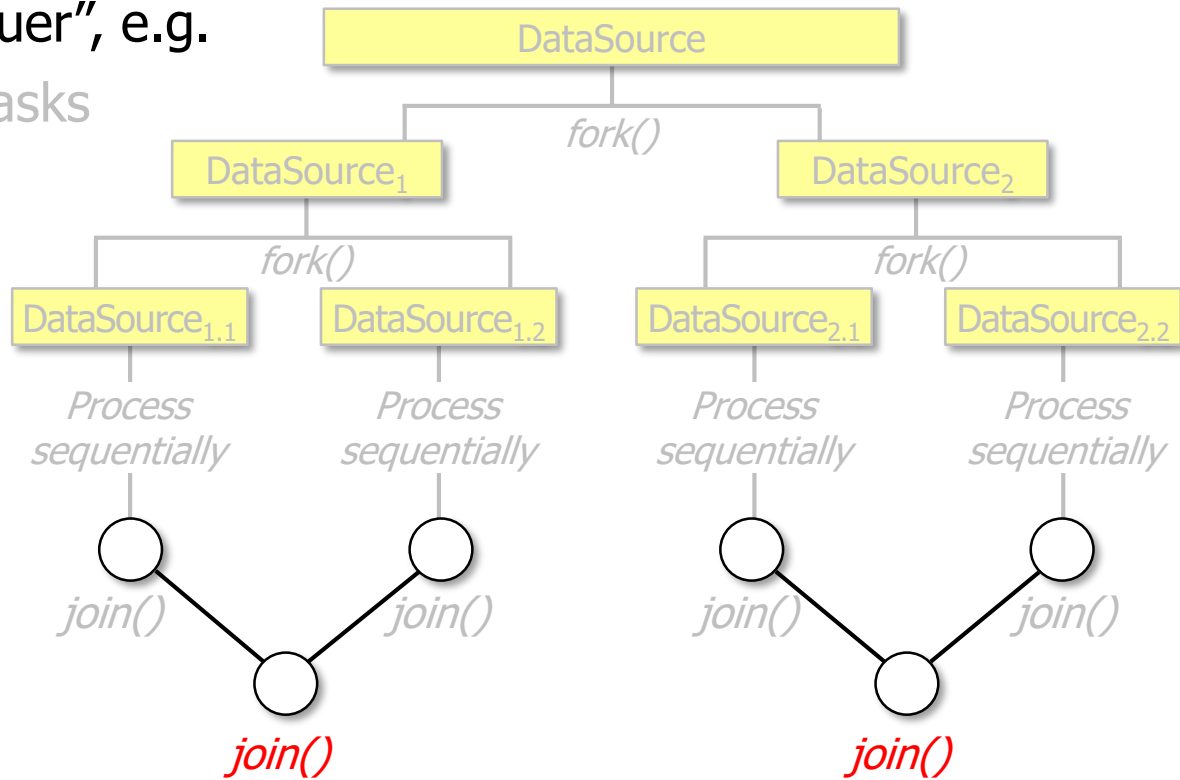 uer”, e.g.
asks
DataSource
fork()
DataSource1
DataSource2
fork()
fork()
DataSource1.1
DataSource1.2
DataSource2.1
DataSource2.2
Process
sequentially
Process
sequentially
Process
sequentially
Process
sequentially
join()
join()
join()
join()
join()
join()